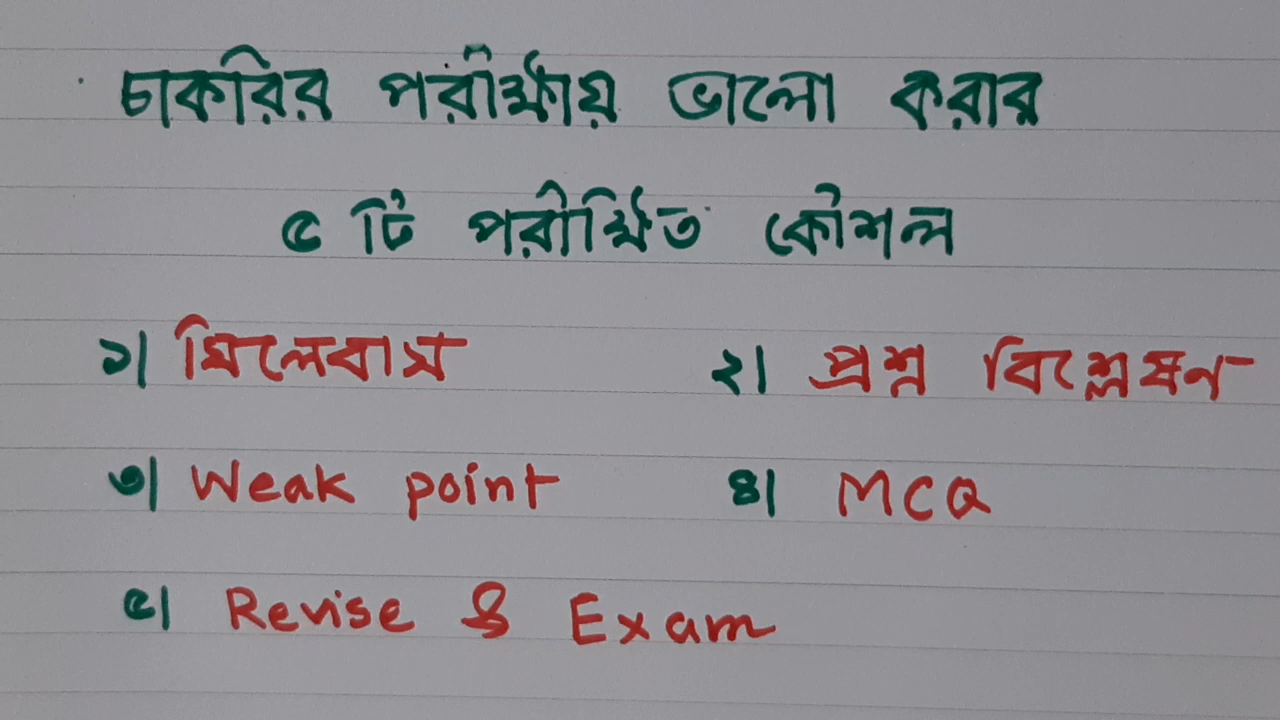 চাকরির পরীক্ষায় ভালো করার
৫ টি পরীক্ষিত কৌশল
১। সিলেবাস ২। প্রশ্ন বিশ্লেষণ
৩। Weak point ৪। MCQ
৫। Revise & Exam